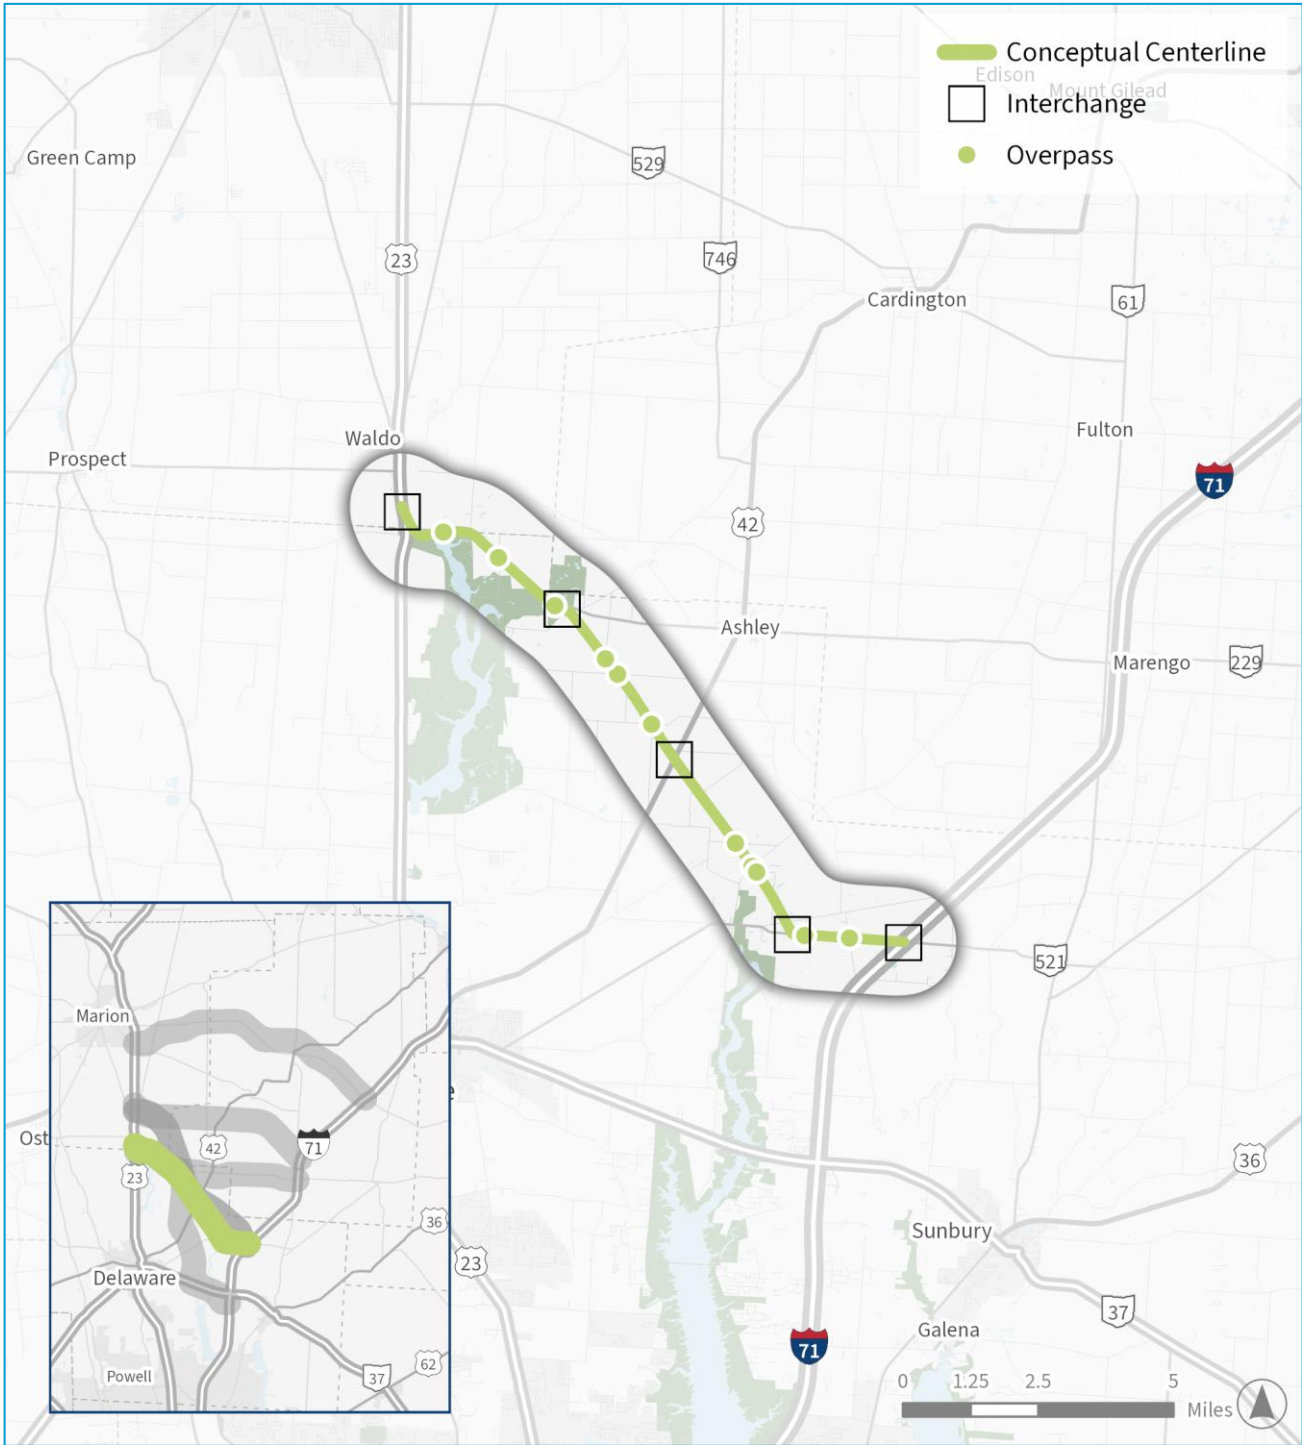 Conceptual Centerline
Edison
Mount Gilead
Interchange
Overpass
Green Camp
529
23
746
Cardington
61
Waldo
Fulton
Prospect
71
42
Ashley
Marengo
229
521
Marion
Ost
42
71
23
36
36
Sunbury
23
Delaware
37
Galena
71
Powell
62
37
0 1.25 2.5 5
Miles